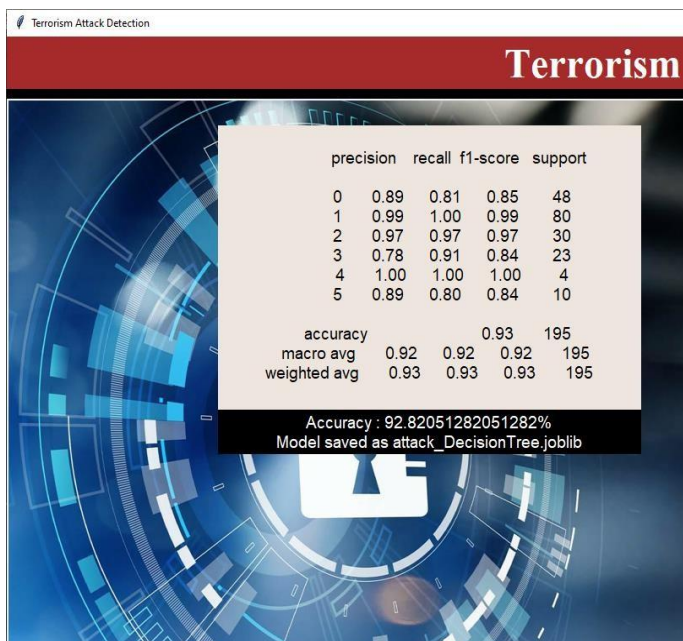 Terrorism Attack Detection
Terrorism
precision recall f1-score support
0 0.89 0.81 0.85 48
1 0.99 1.00 0.99 80
2 0.97 0.97 0.97 30
3 0.78 0.91 0.84 23
4 1.00 1.00 1.00 4
5 0.89 0.80 0.84 10
accuracy 0.93 195
macro avg 0.92 0.92 0.92 195
weighted avg 0.93 0.93 0.93 195
Accuracy : 92.82051282051282%
Model saved as attack_DecisionTree.joblib